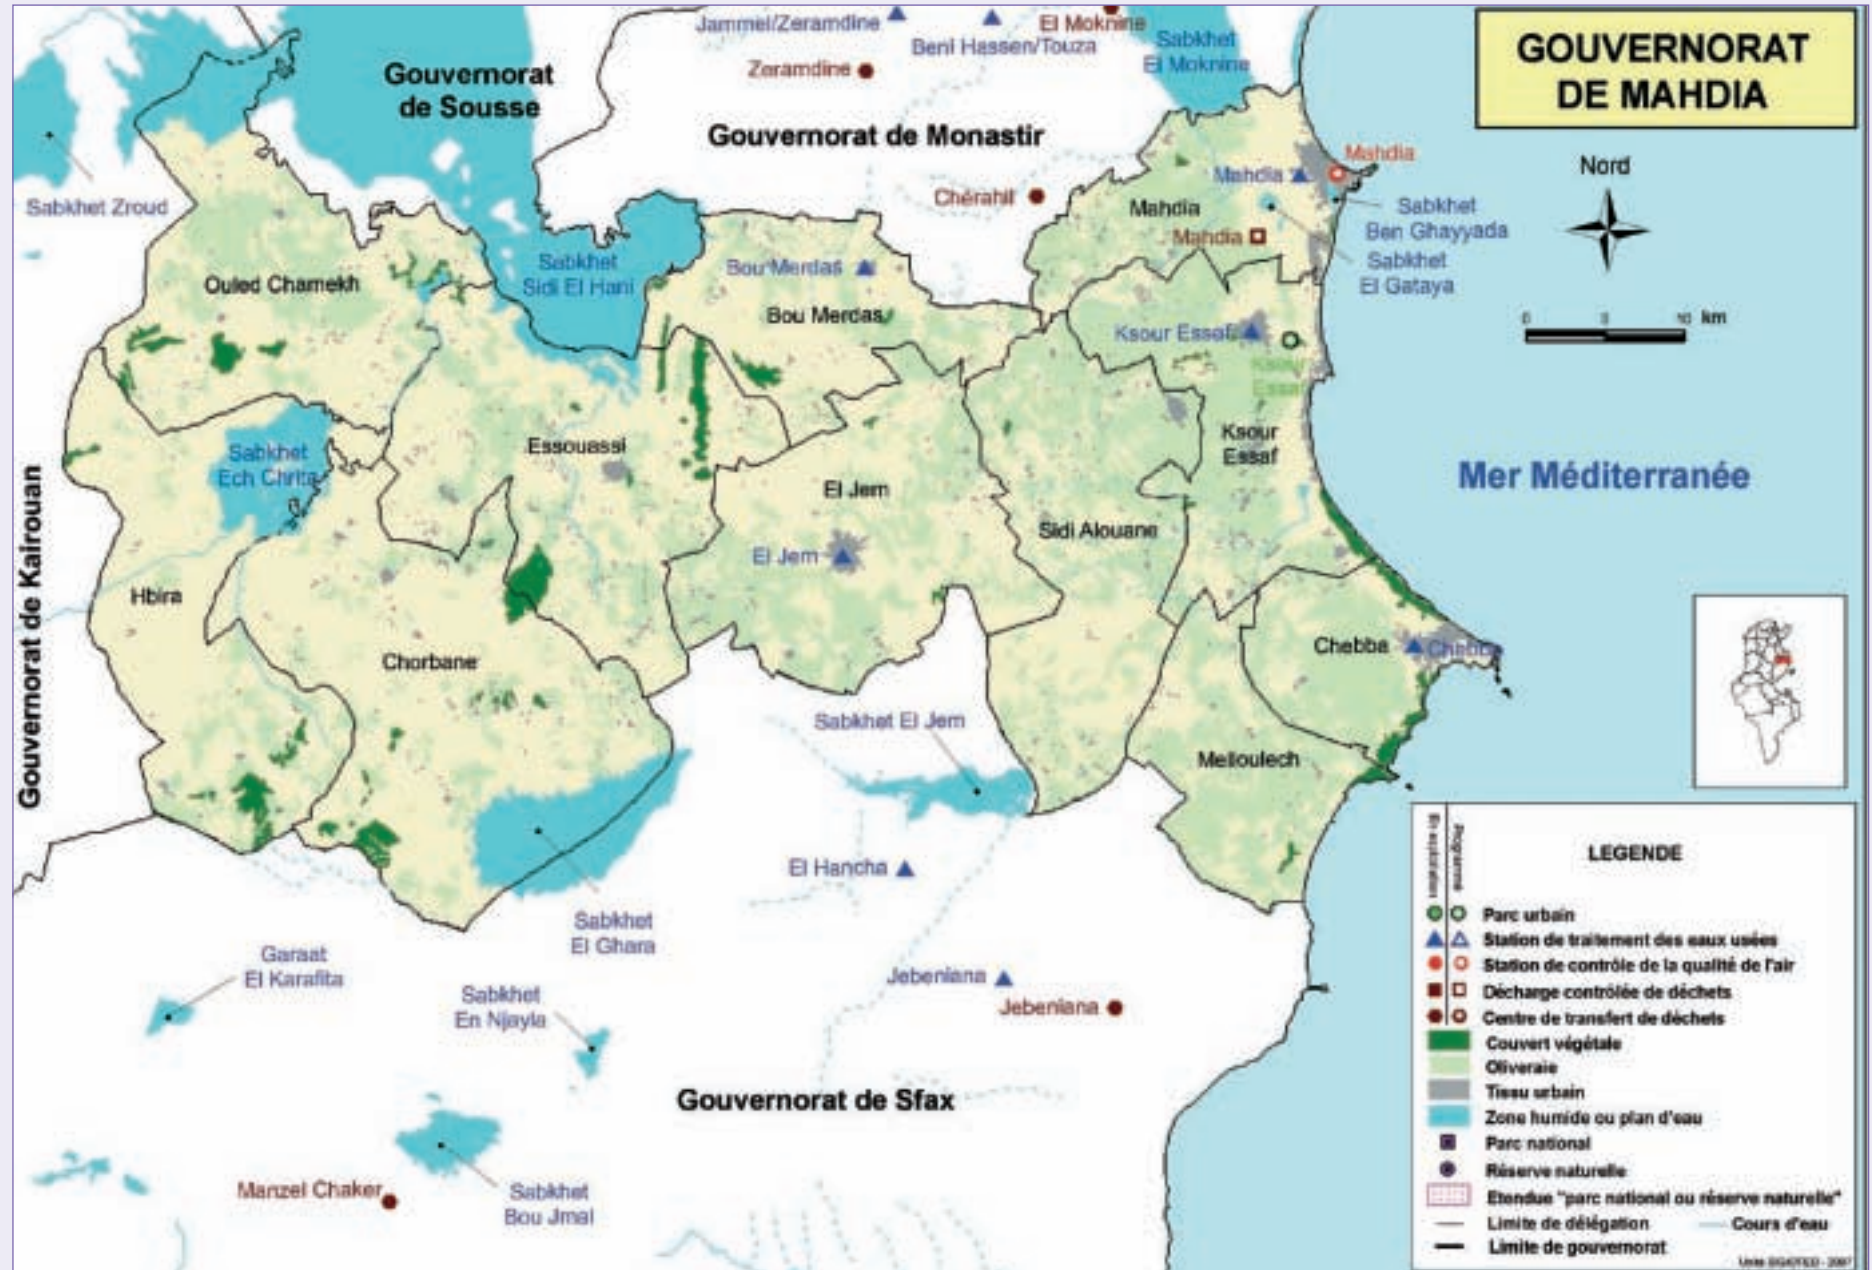 GOUVERNORAT
DE MAHDIA
Nord
0 5 10 km
Jammel/Zeramdine
Beni Hassen/Touza
El Moknine
Sabkhet
El Moknine
Zeramdine
Gouvernorat
de Sousse
Gouvernorat de Monastir
Chérahil
Mahdia
Mahdia
Mahdia
Mahdia
Sabkhet
Ben Ghayyada
Sabkhet
El Gataya
Sabkhet Zroud
Ouled Chamekh
Sabkhet
Sidi El Hani
Bou Merdas
Bou Merdas
Ksour Essaf
Ksour
Essaf
Ksour
Essaf
Essouassi
Sabkhet
Ech Chrita
El Jem
El Jem
Sidi Alouane
Mer Méditerranée
Gouvernorat de Kairouan
Hbira
Chorbane
Chebba
Chebba
Sabkhet El Jem
Melloulech
El Hancha
Sabkhet
El Ghara
Garaat
El Karafita
Sabkhet
En Njayla
Jebeniana
Jebeniana
Gouvernorat de Sfax
Manzel Chaker
Sabkhet
Bou Jmal
En exploitation
Programmé
LEGENDE
Parc urbain
Station de traitement des eaux usées
Station de contrôle de la qualité de l'air
Décharge contrôlée de déchets
Centre de transfert de déchets
Couvert végétale
Oliveraie
Tissu urbain
Zone humide ou plan d'eau
Parc national
Réserve naturelle
Etendue "parc national ou réserve naturelle"
Limite de délégation
Cours d'eau
Limite de gouvernorat